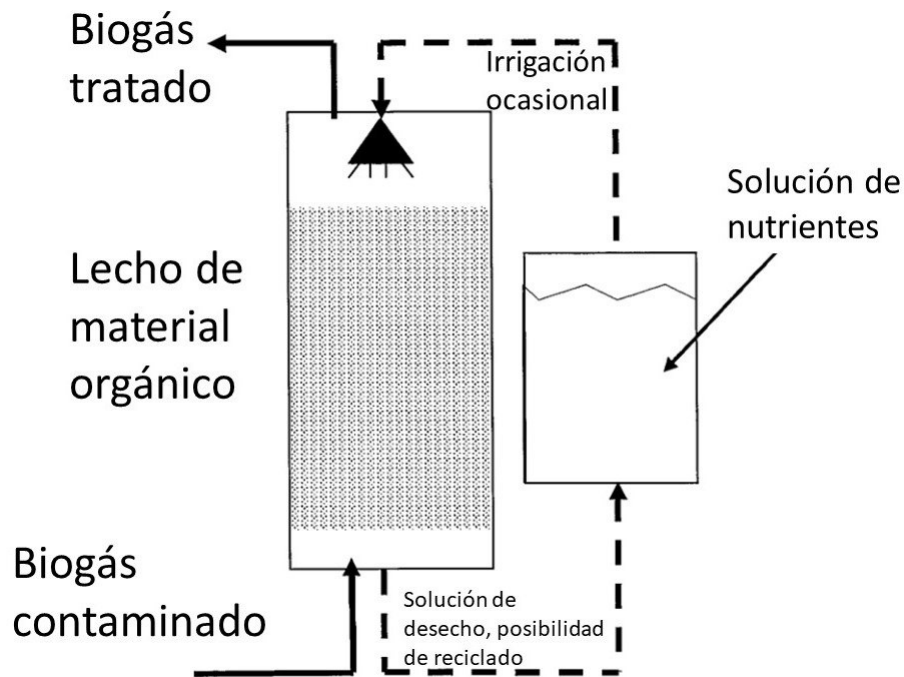 Biogás
tratado
Irrigación
ocasional
Solución de
nutrientes
Lecho de
material
orgánico
Biogás
contaminado
Solución de
desecho, posibilidad
de reciclado